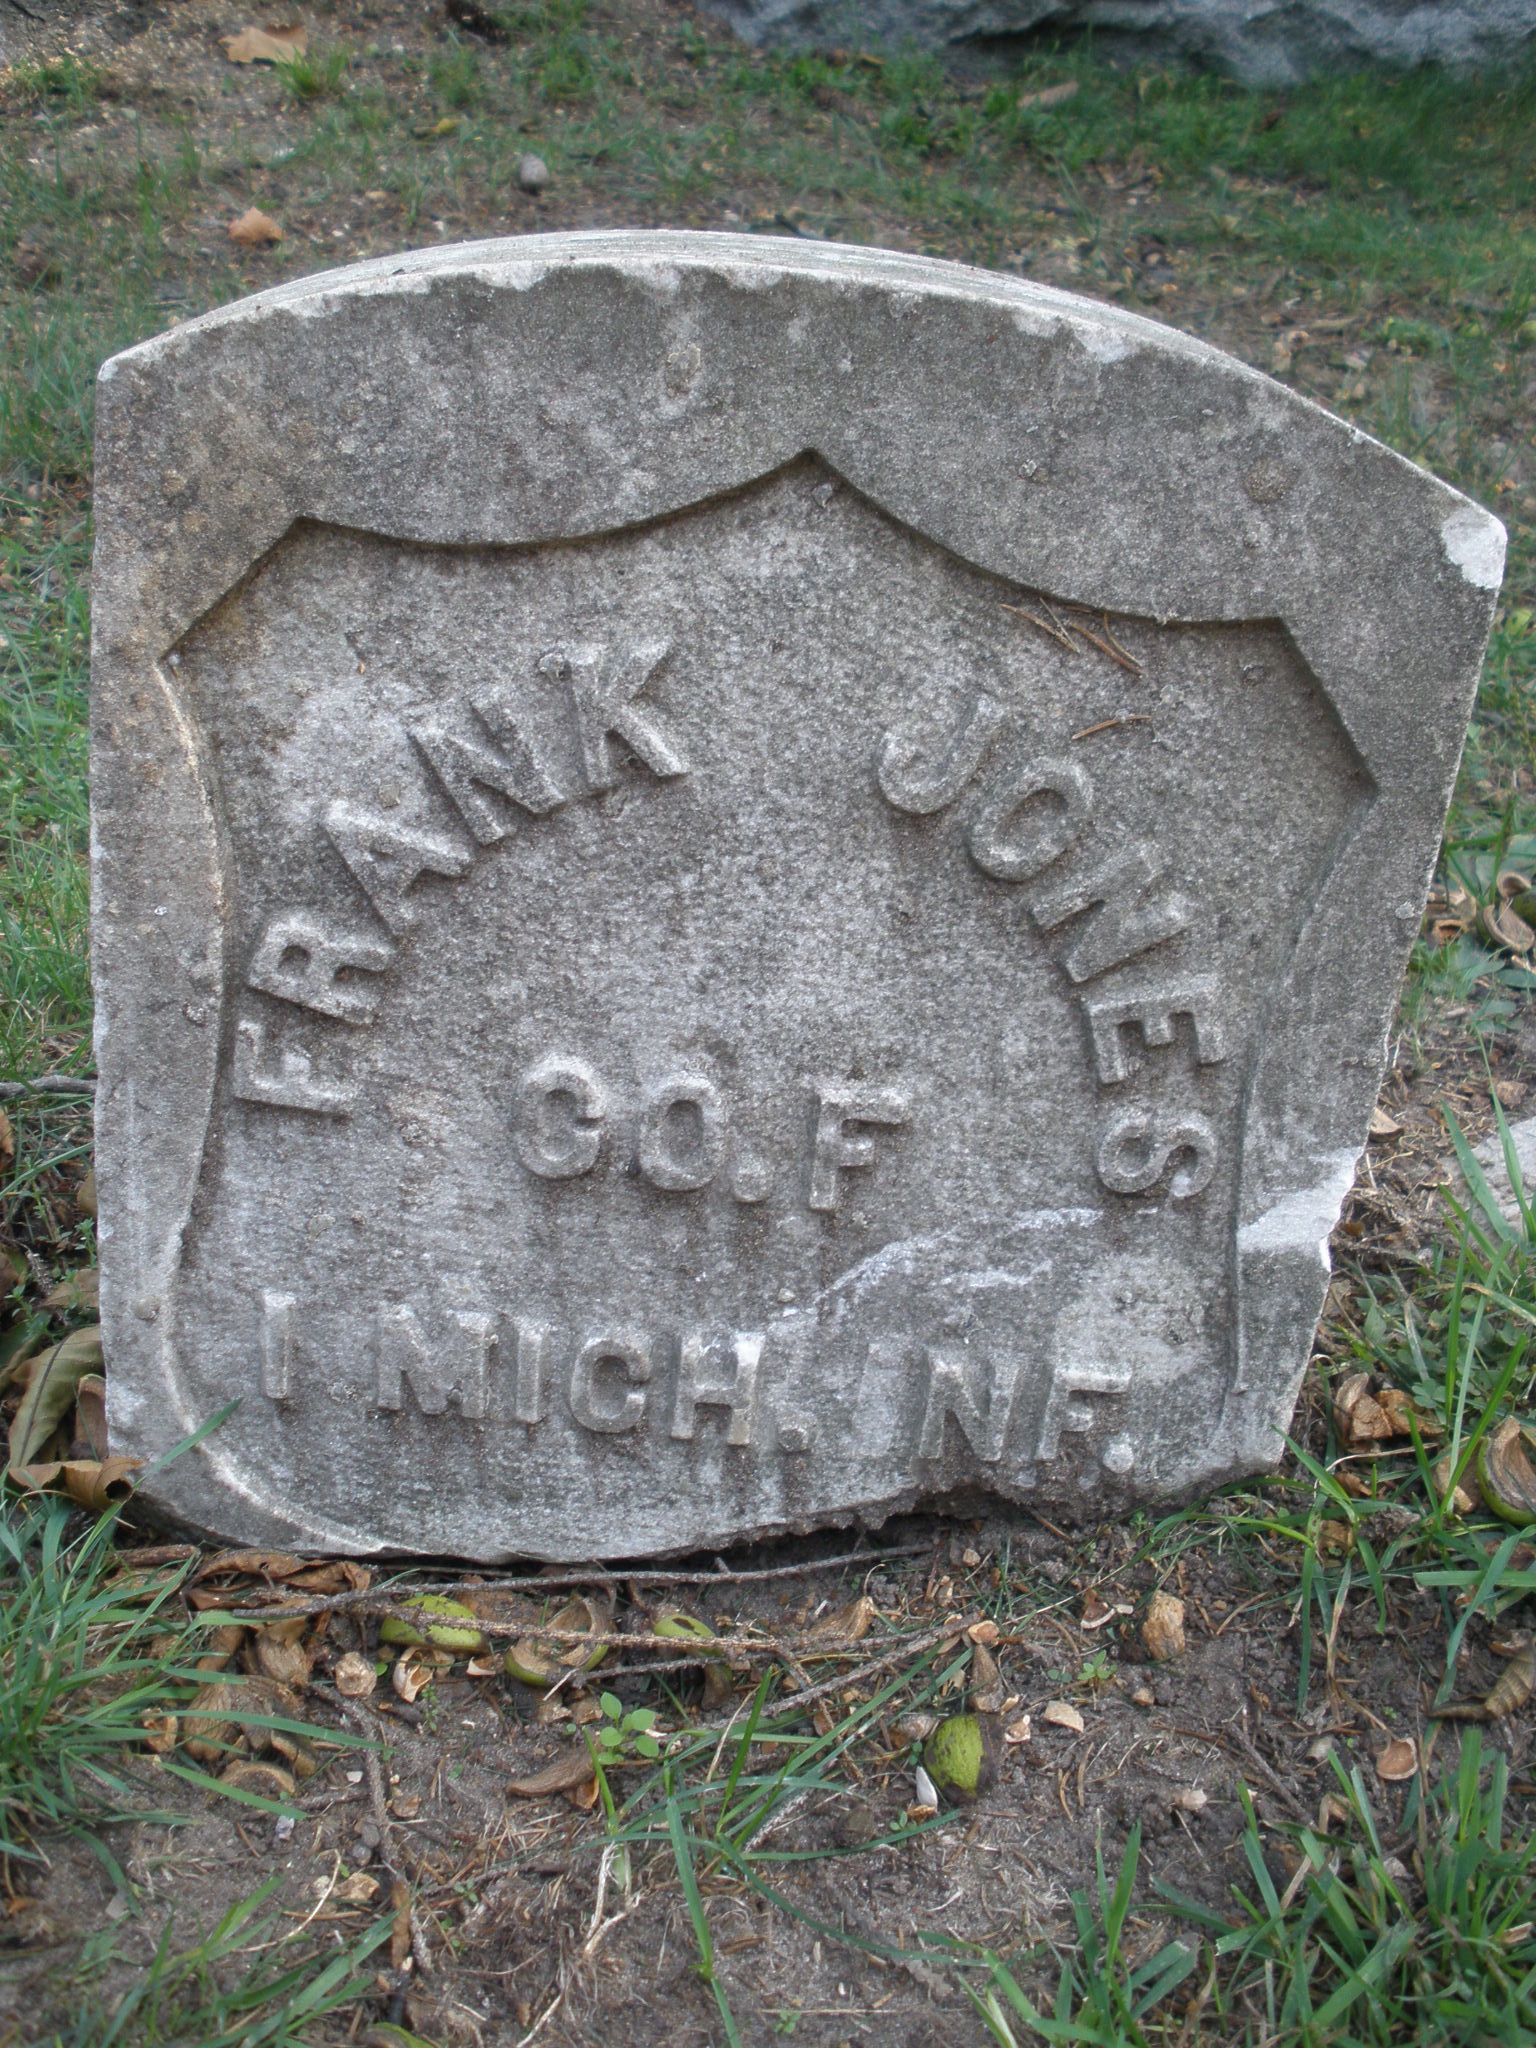 FRANK JONES
CO. F
1 MICH. INF.